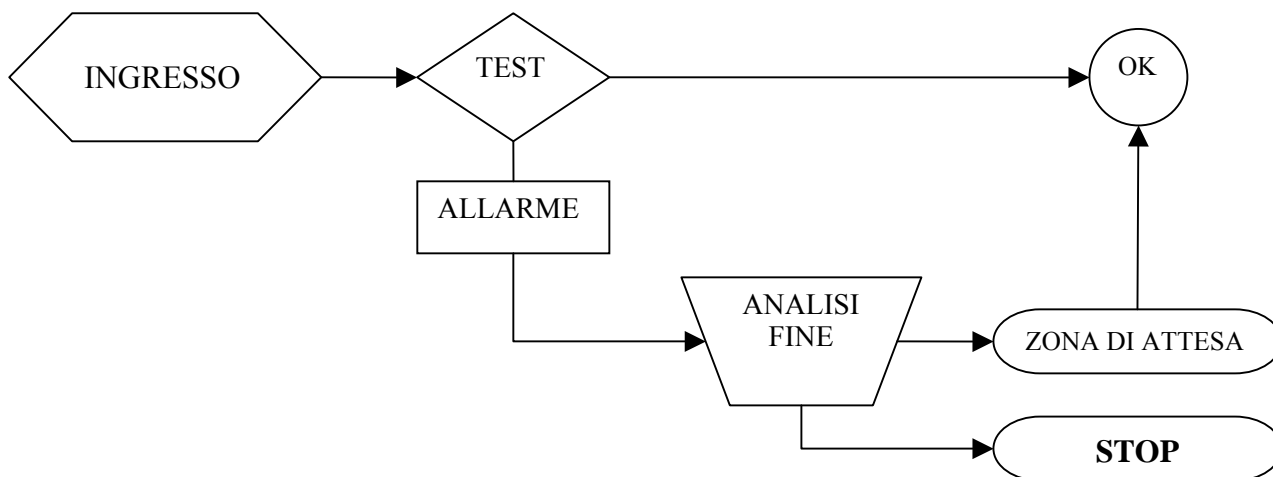 INGRESSO
TEST
OK
ALLARME
ANALISI
FINE
ZONA DI ATTESA
STOP